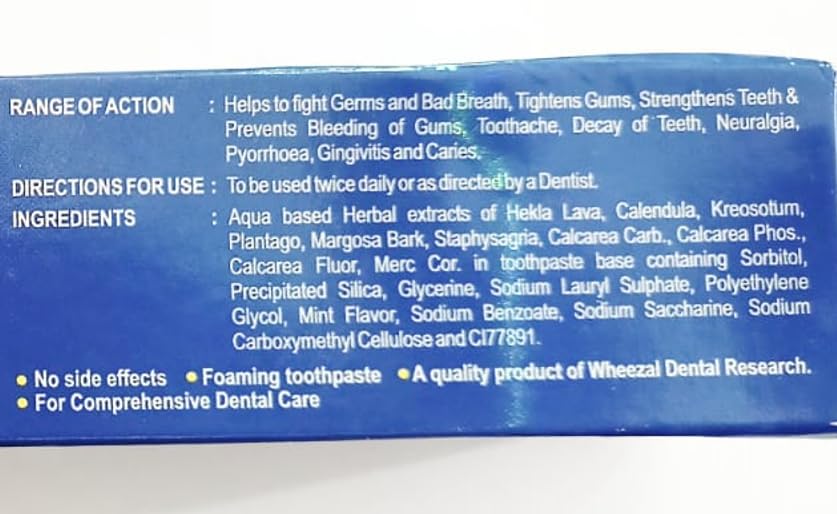 RANGE OF ACTION : Helps to fight Germs and Bad Breath, Tightens Gums, Strengthens Teeth &
Prevents Bleeding of Gums, Toothache, Decay of Teeth, Neuralgia,
Pyorrhoea, Gingivitis and Caries.
DIRECTIONS FOR USE : To be used twice daily or as directed by a Dentist.
INGREDIENTS : Aqua based Herbal extracts of Hekla Lava, Calendula, Kreosotum,
Plantago, Margosa Bark, Staphysagria, Calcarea Carb., Calcarea Phos.,
Calcarea Fluor, Merc Cor. in toothpaste base containing Sorbitol,
Precipitated Silica, Glycerine, Sodium Lauryl Sulphate, Polyethylene
Glycol, Mint Flavor, Sodium Benzoate, Sodium Saccharine, Sodium
Carboxymethyl Cellulose and CI77891.
• No side effects • Foaming toothpaste • A quality product of Wheezal Dental Research.
• For Comprehensive Dental Care